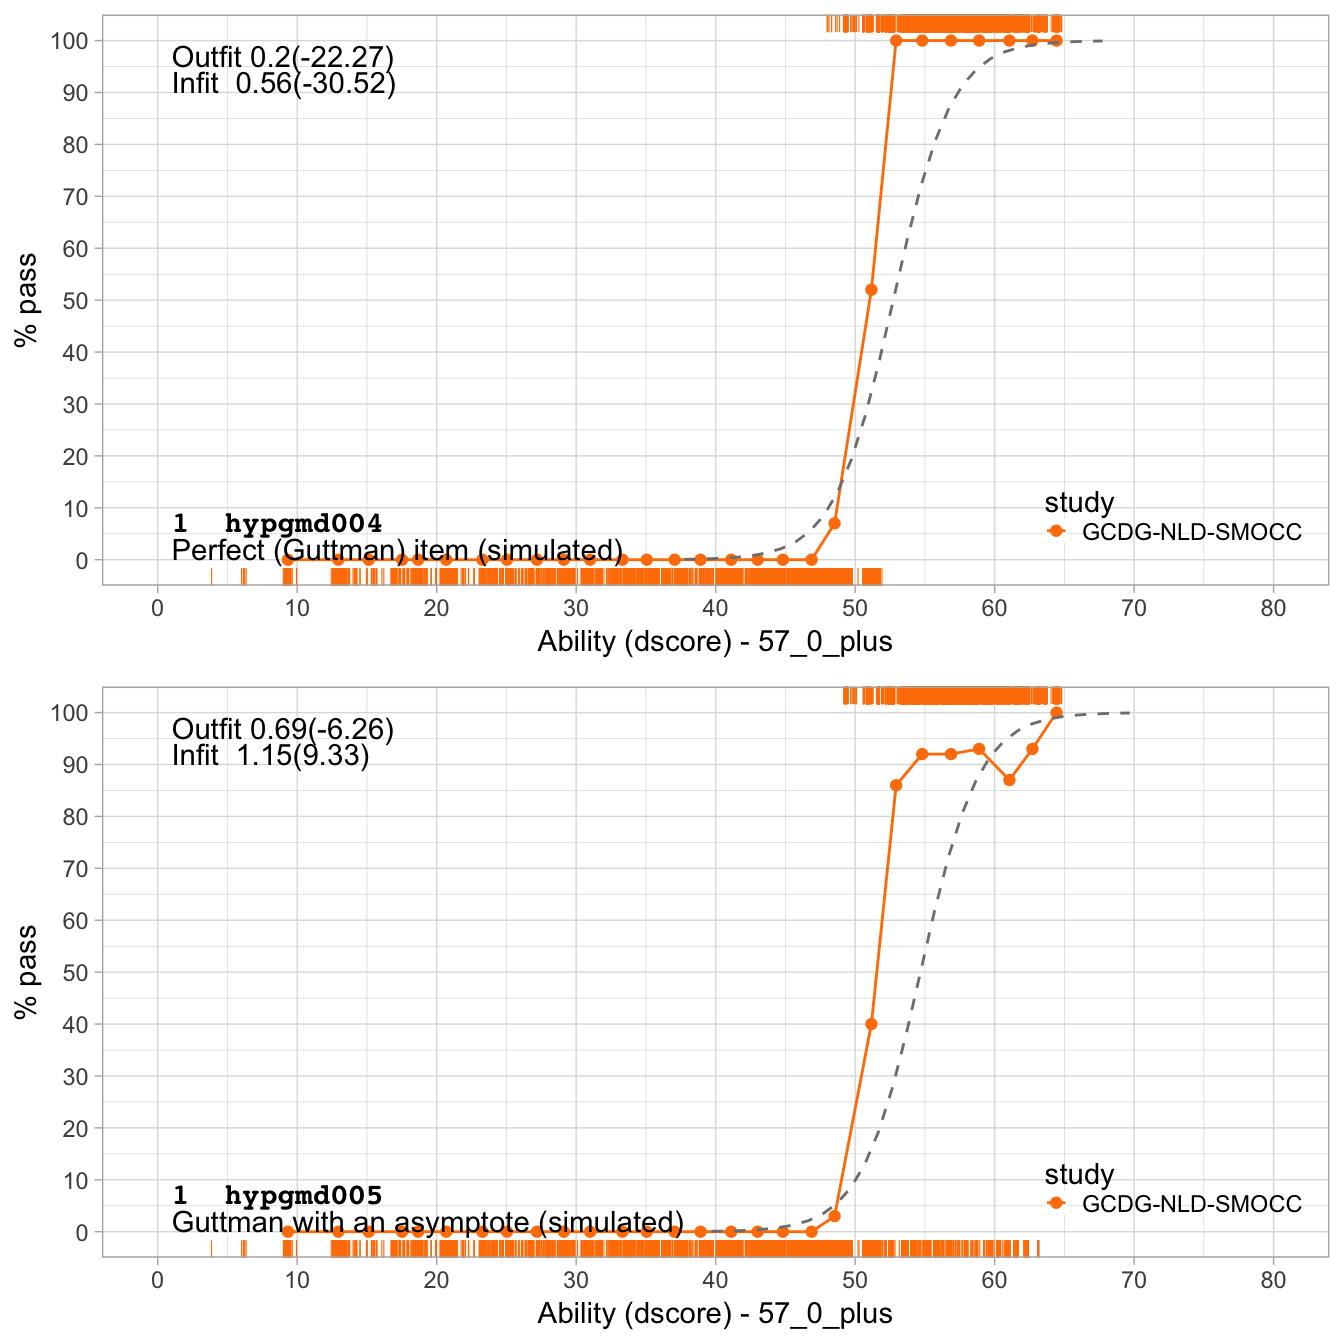 100
90
80
70
60
50
40
30
20
10
0
% pass
Outfit 0.2(-22.27)
Infit 0.56(-30.52)
1 hypgmd004
Perfect (Guttman) item (simulated)
study
GCDG-NLD-SMOCC
0 10 20 30 40 50 60 70 80
Ability (dscore) - 57_0_plus
100
90
80
70
60
50
40
30
20
10
0
% pass
Outfit 0.69(-6.26)
Infit 1.15(9.33)
1 hypgmd005
Guttman with an asymptote (simulated)
study
GCDG-NLD-SMOCC
0 10 20 30 40 50 60 70 80
Ability (dscore) - 57_0_plus